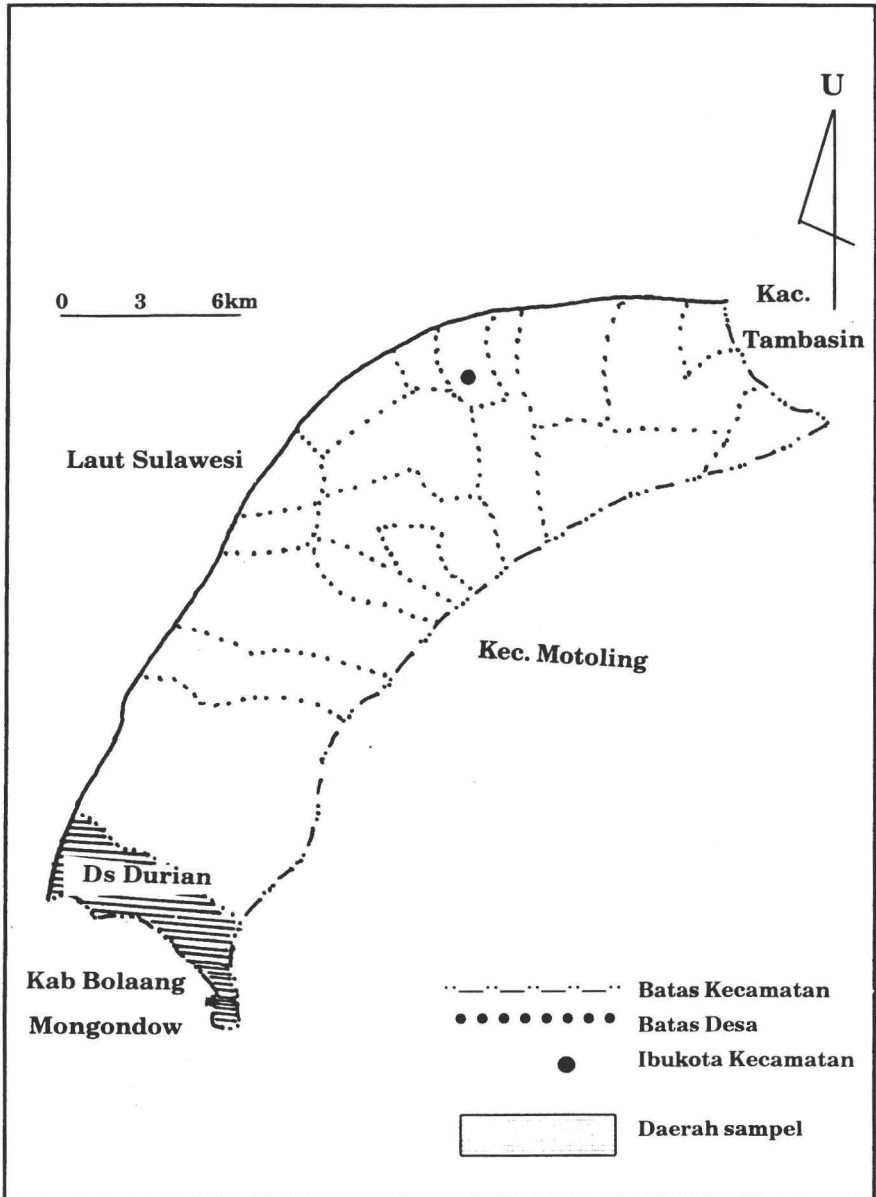 U
0 3 6km
Kac.
Tambasin
Laut Sulawesi
Kec. Motoling
Ds Durian
Kab Bolaang
Mongondow
Batas Kecamatan
Batas Desa
Ibukota Kecamatan
Daerah sampel